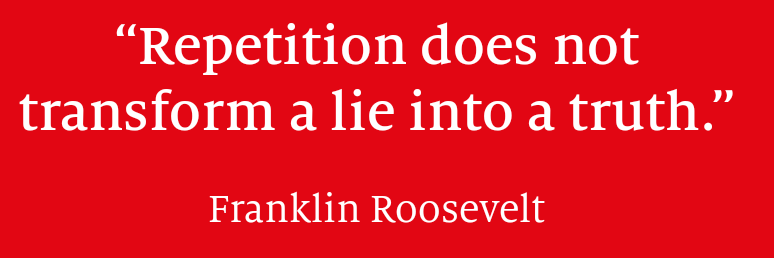 “Repetition does not
transform a lie into a truth.”
Franklin Roosevelt